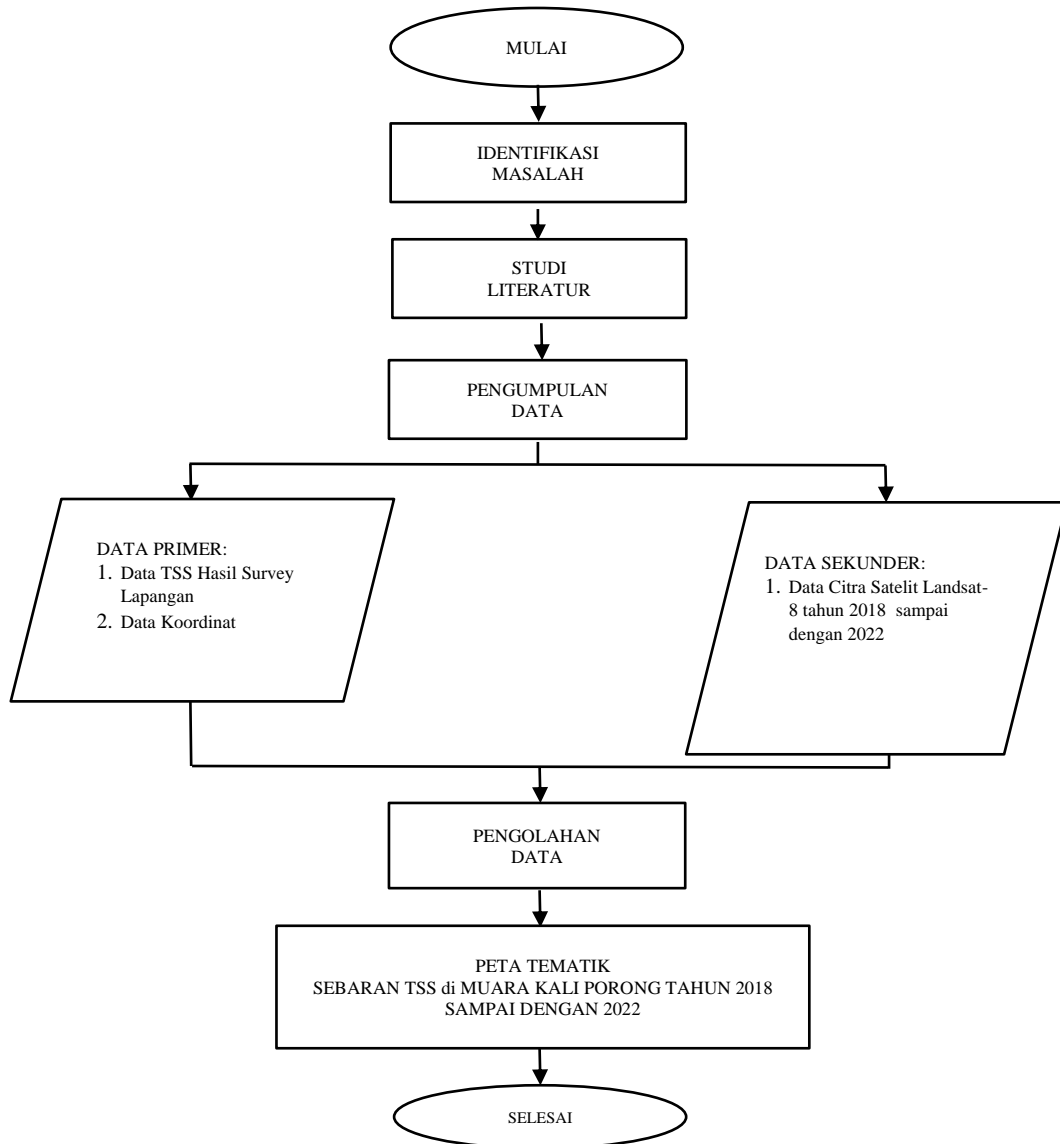 MULAI
IDENTIFIKASI
MASALAH
STUDI
LITERATUR
PENGUMPULAN
DATA
DATA PRIMER:
1. Data TSS Hasil Survey
Lapangan
2. Data Koordinat
DATA SEKUNDER:
1. Data Citra Satelit Landsat-
8 tahun 2018 sampai
dengan 2022
PENGOLAHAN
DATA
PETA TEMATIK
SEBARAN TSS di MUARA KALI PORONG TAHUN 2018
SAMPAI DENGAN 2022
SELESAI